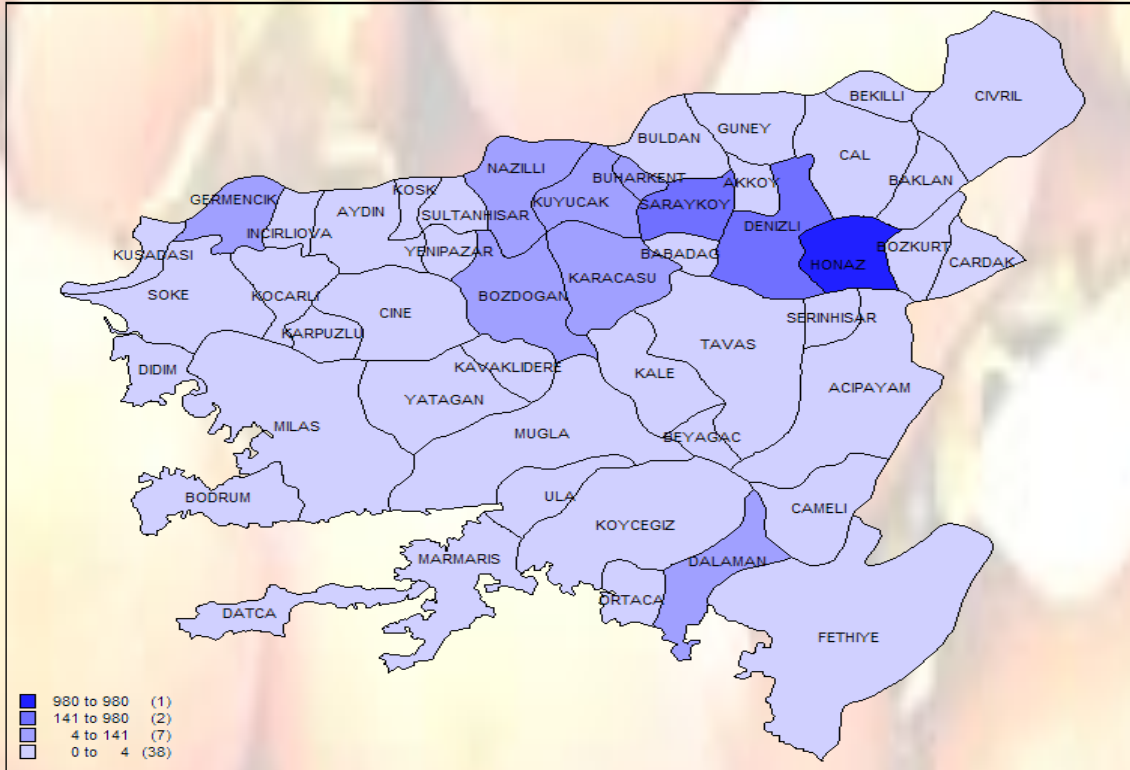 CIVRIL
BEKILLI
GUNEY
BULDAN
CAL
NAZILLI
BUHARKENT
AKKOY
BAKLAN
KOSK
GERMENCIK
KUYUCAK
SARAYKOY
AYDIN
SULTANHISAR
DENIZLI
INCIRLIOVA
BOZKURT
KUSADASI
YENIPAZAR
BABADAG
CARDAK
HONAZ
KARACASU
SOKE
KOCARLI
BOZDOGAN
CINE
SERINHISAR
KARPUZLU
TAVAS
DIDIM
KAVAKLIDERE
KALE
ACIPAYAM
YATAGAN
MILAS
MUGLA
BEYAGAC
BODRUM
ULA
CAMELI
KOYCEGIZ
MARMARIS
DALAMAN
ORTACA
DATCA
FETHIYE
980 to 980 (1)
141 to 980 (2)
4 to 141 (7)
0 to 4 (38)